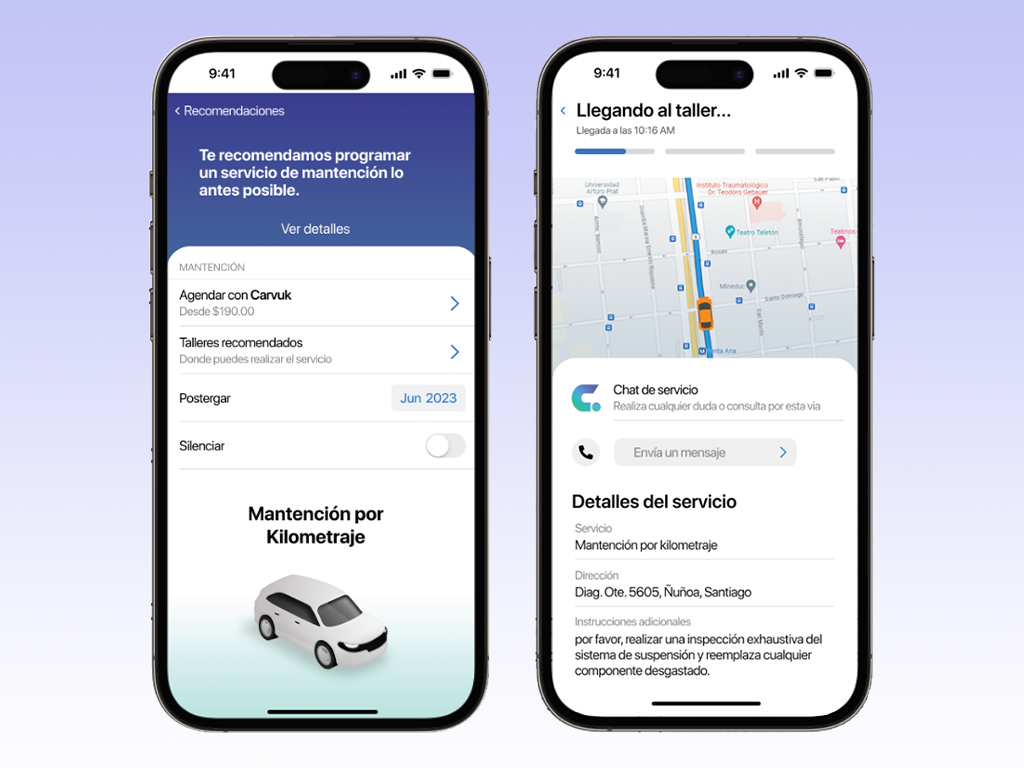 9:41
Recomendaciones
Te recomendamos programar
un servicio de mantención lo
antes posible.
Ver detalles
MANTENCIÓN
Agendar con Carvuk
Desde $190.00
Talleres recomendados
Donde puedes realizar el servicio
Postergar
Jun 2023
Silenciar
Mantención por
Kilometraje
9:41
Llegando al taller...
Llegada a las 10:16 AM
Universidad
Arturo Prat
Instituto Traumatológico
Dr. Teodoro Gebauer
H
Teatro Teletón
Teatinos
Rosas
Mineduc
Santo Domingo
San Martín
M
Santa Ana
Chat de servicio
Realiza cualquier duda o consulta por esta via
Envía un mensaje
Detalles del servicio
Servicio
Mantención por kilometraje
Dirección
Diag. Ote. 5605, Ñuñoa, Santiago
Instrucciones adicionales
por favor, realizar una inspección exhaustiva del
sistema de suspensión y reemplaza cualquier
componente desgastado.